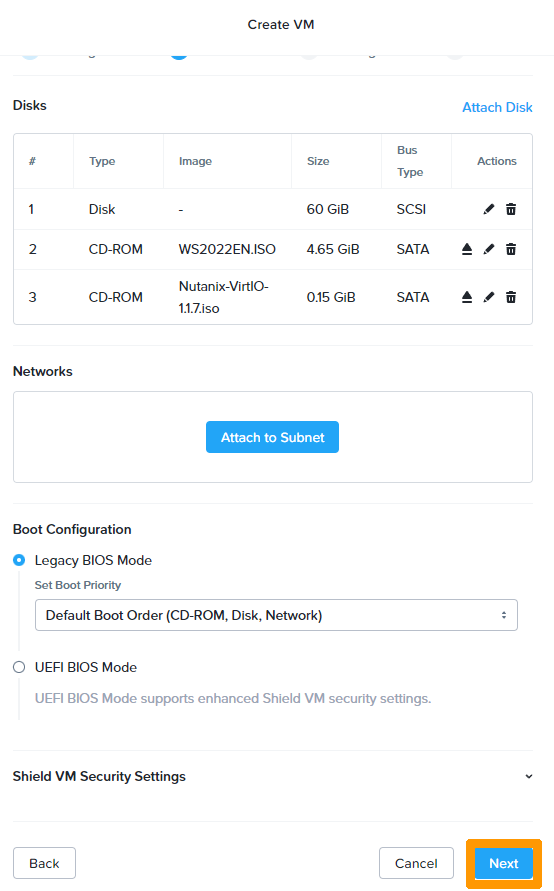 Create VM
Disks
Attach Disk
# Type Image Size Bus Type Actions
1 Disk - 60 GiB SCSI
2 CD-ROM WS2022EN.ISO 4.65 GiB SATA
3 CD-ROM Nutanix-VirtIO-1.1.7.iso 0.15 GiB SATA
Networks
Attach to Subnet
Boot Configuration
Legacy BIOS Mode
Set Boot Priority
Default Boot Order (CD-ROM, Disk, Network)
UEFI BIOS Mode
UEFI BIOS Mode supports enhanced Shield VM security settings.
Shield VM Security Settings
Back Cancel Next